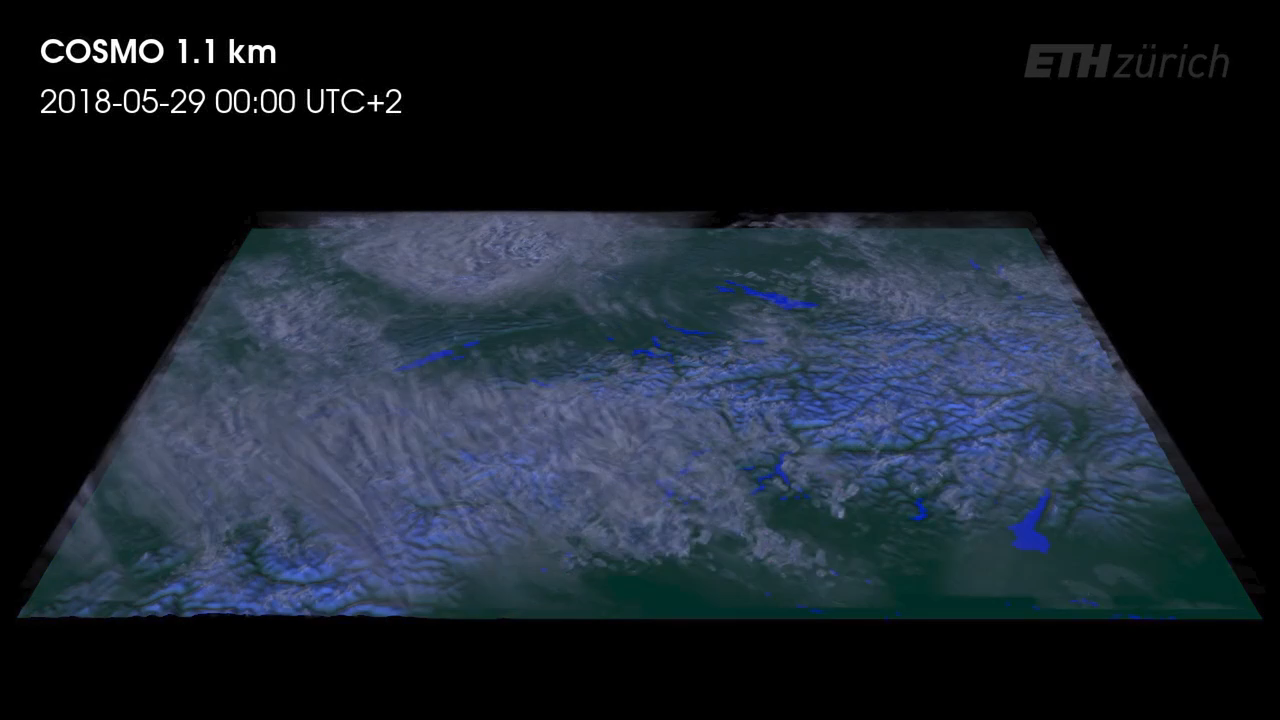 COSMO 1.1 km
ETH zürich
2018-05-29 00:00 UTC+2